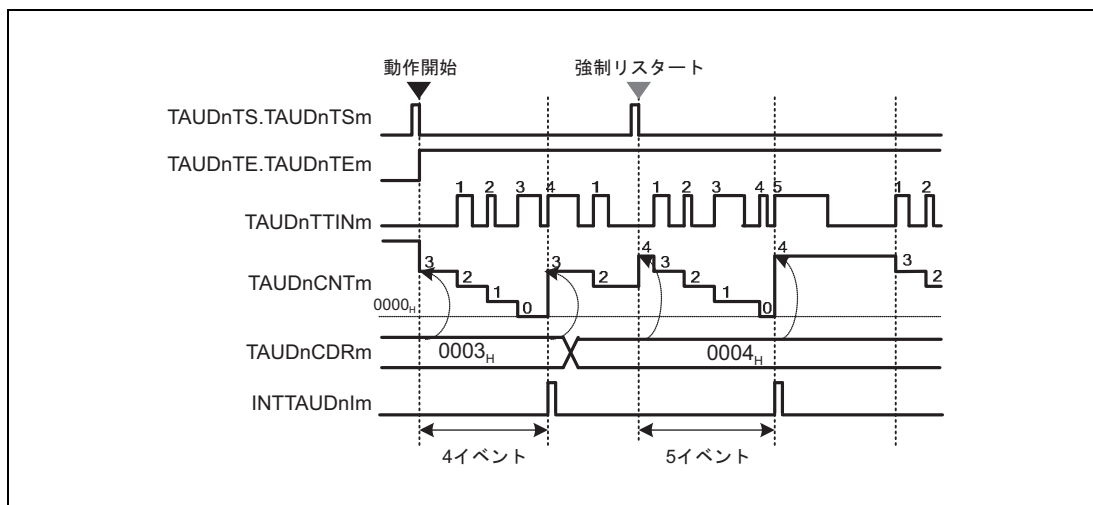 動作開始 強制リスタート
TAUDnTS.TAUDnTSm
TAUDnTE.TAUDnTEm
1 2 3 4 1 1 2 3 4 5 1 2
TAUDnTTINm
3 2 1 0 3 2 4 3 2 1 0 4 3 2
TAUDnCNTm
0000H
TAUDnCDRm 0003H 0004H
INTTAUDnIm
4イベント 5イベント